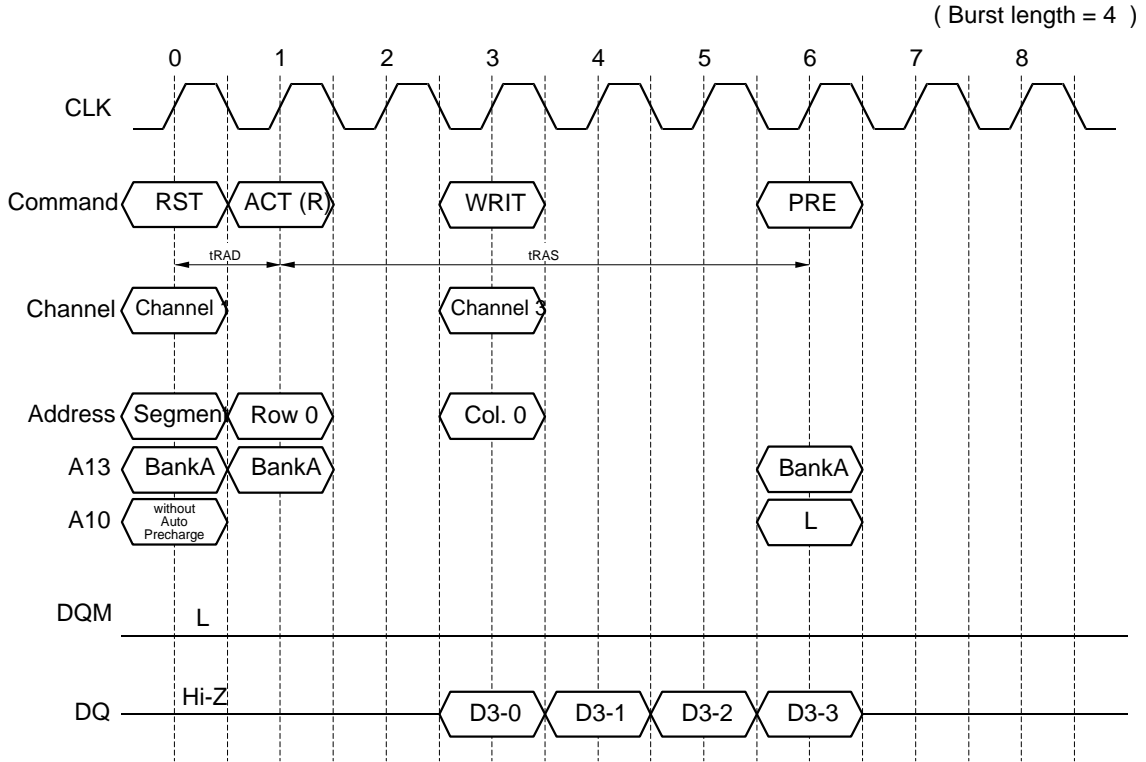 ( Burst length = 4 )
0 1 2 3 4 5 6 7 8
CLK
Command RST ACT (R) WRIT PRE
tRAD tRAS
Channel Channel 1 Channel 3
Address Segment Row 0 Col. 0
A13 BankA BankA BankA
A10 without Auto Precharge L
DQM L
DQ Hi-Z D3-0 D3-1 D3-2 D3-3